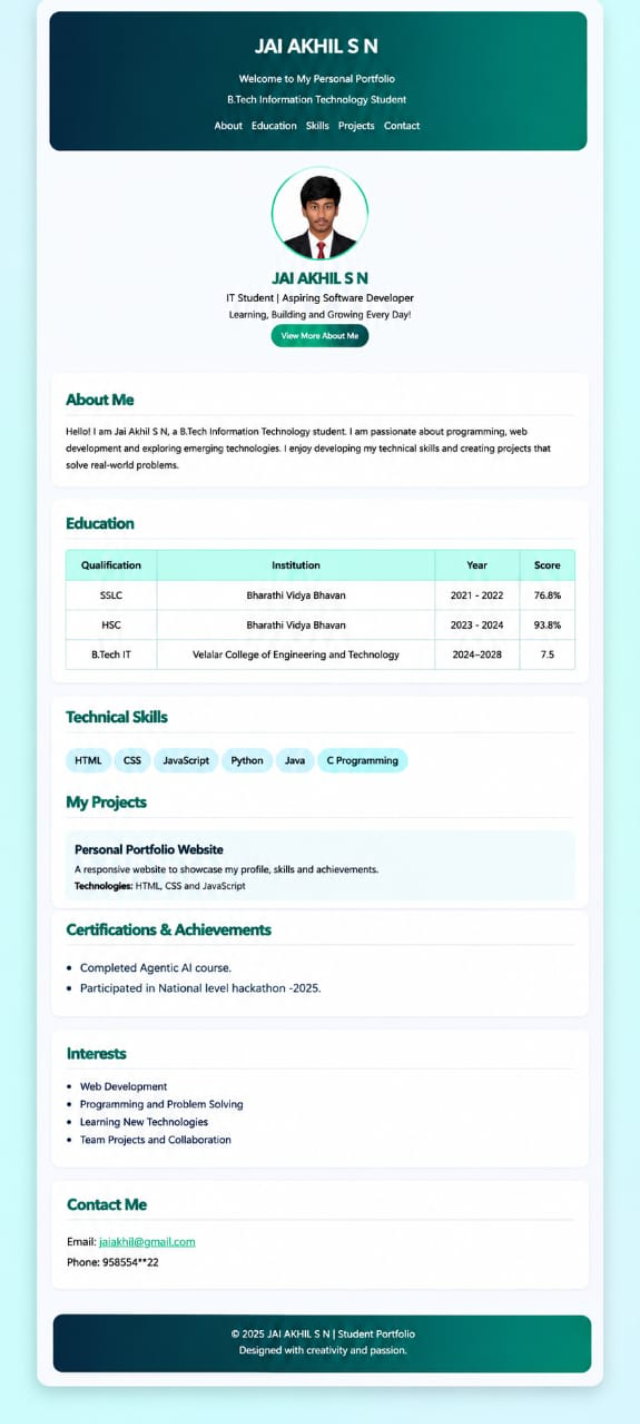 JAI AKHIL S N
Welcome to My Personal Portfolio
B.Tech Information Technology Student
About Education Skills Projects Contact
JAI AKHIL S N
IT Student | Aspiring Software Developer
Learning, Building and Growing Every Day!
View More About Me
About Me
Hello! I am Jai Akhil S N, a B.Tech Information Technology student. I am passionate about programming, web
development and exploring emerging technologies. I enjoy developing my technical skills and creating projects that
solve real-world problems.
Education
Qualification Institution Year Score
SSLC Bharathi Vidya Bhavan 2021 - 2022 76.8%
HSC Bharathi Vidya Bhavan 2023 - 2024 93.8%
B.Tech IT Velalar College of Engineering and Technology 2024–2028 7.5
Technical Skills
HTML CSS JavaScript Python Java C Programming
My Projects
Personal Portfolio Website
A responsive website to showcase my profile, skills and achievements.
Technologies: HTML, CSS and JavaScript
Certifications & Achievements
• Completed Agentic AI course.
• Participated in National level hackathon -2025.
Interests
• Web Development
• Programming and Problem Solving
• Learning New Technologies
• Team Projects and Collaboration
Contact Me
Email: jaiakhil@gmail.com
Phone: 958554**22
© 2025 JAI AKHIL S N | Student Portfolio
Designed with creativity and passion.